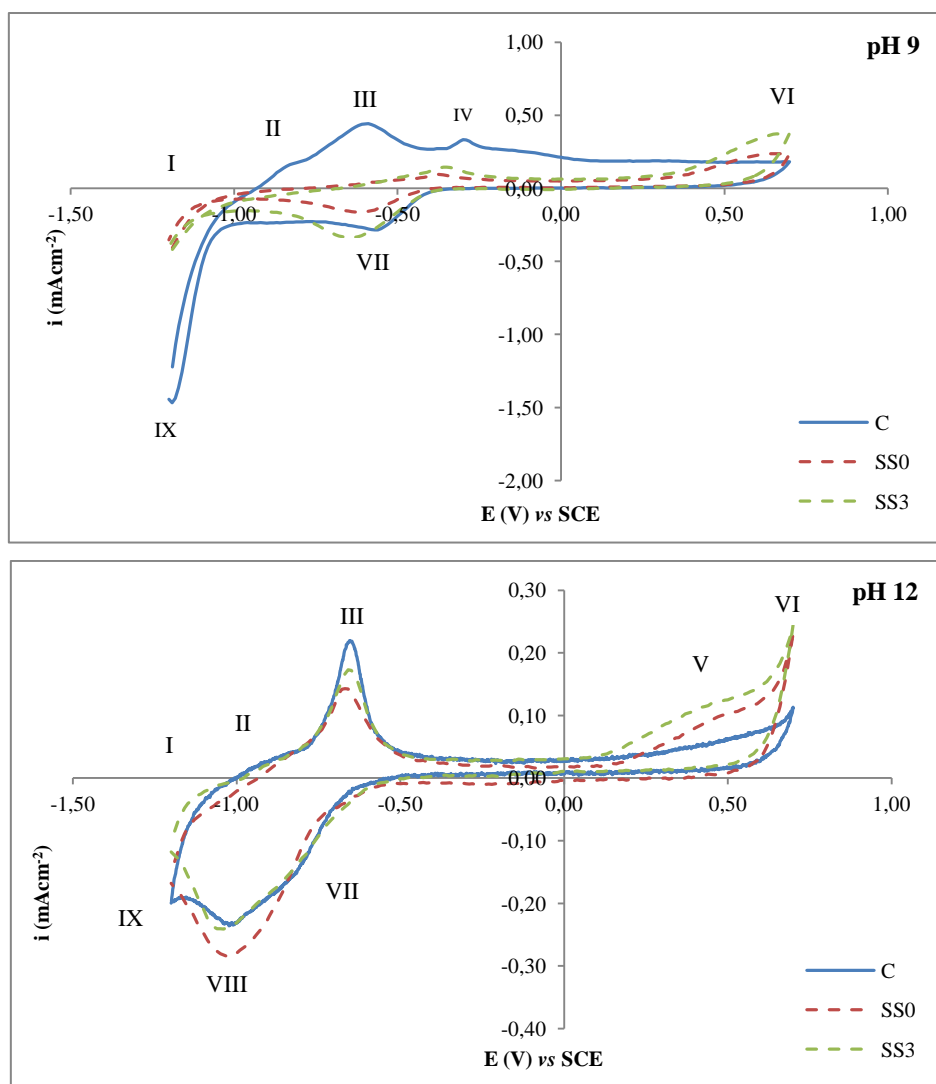 pH 9
1,00
0,50
0,00
-0,50
-1,00
-1,50
-2,00
-1,50 -1,00 -0,50 0,00 0,50 1,00
i (mAcm-2)
E (V) vs SCE
I
II
III
IV
VI
VII
IX
C
SS0
SS3
pH 12
0,30
0,20
0,10
0,00
-0,10
-0,20
-0,30
-0,40
-1,50 -1,00 -0,50 0,00 0,50 1,00
i (mAcm-2)
E (V) vs SCE
I
II
III
V
VI
VII
VIII
IX
C
SS0
SS3